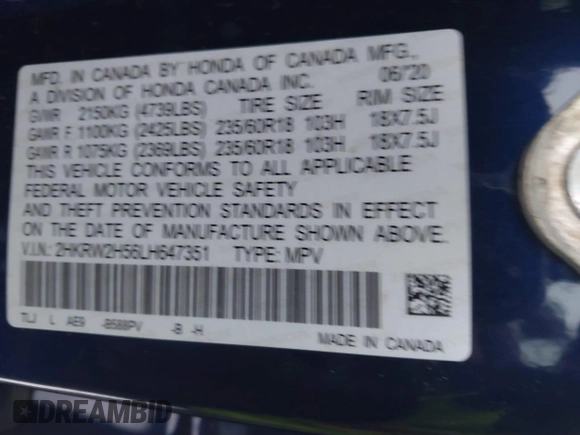 MFD. IN CANADA BY HONDA OF CANADA MFG.,
A DIVISION OF HONDA CANADA INC. 06/'20
GVWR 2150KG (4739LBS) TIRE SIZE RIM SIZE
GAWR F 1100KG (2425LBS) 235/60R18 103H 18X7.5J
GAWR R 1075KG (2369LBS) 235/60R18 103H 18X7.5J
THIS VEHICLE CONFORMS TO ALL APPLICABLE
FEDERAL MOTOR VEHICLE SAFETY
AND THEFT PREVENTION STANDARDS IN EFFECT
ON THE DATE OF MANUFACTURE SHOWN ABOVE.
V.I.N.: 2HKRW2H56LH647351 TYPE: MPV
TLJ L AE9 -B588PV -B -H
MADE IN CANADA
DREAMBID